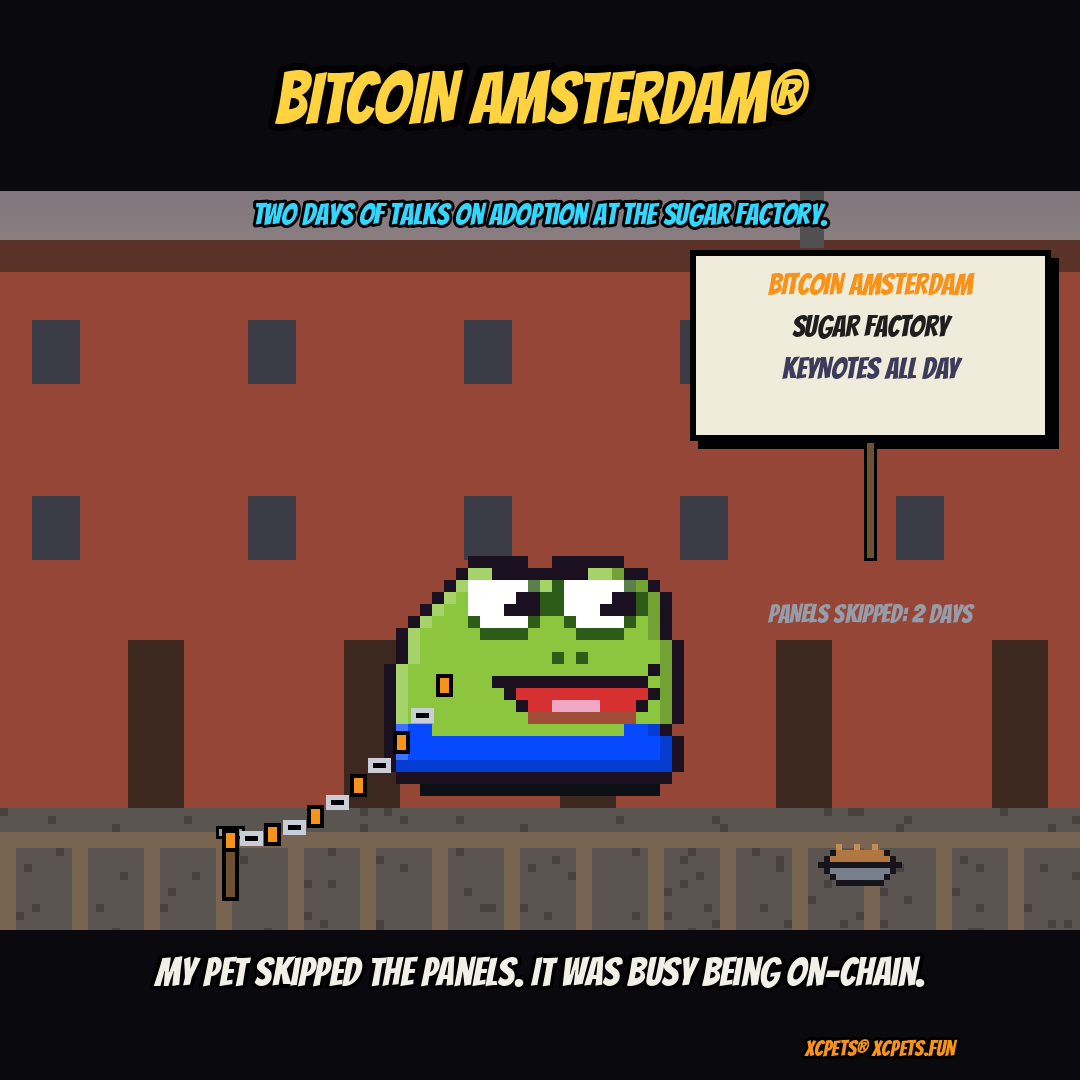 BITCOIN AMSTERDAM®
TWO DAYS OF TALKS ON ADOPTION AT THE SUGAR FACTORY.
BITCOIN AMSTERDAM
SUGAR FACTORY
KEYNOTES ALL DAY
PANELS SKIPPED: 2 DAYS
MY PET SKIPPED THE PANELS. IT WAS BUSY BEING ON-CHAIN.
XCPETS® XCPETS.FUN